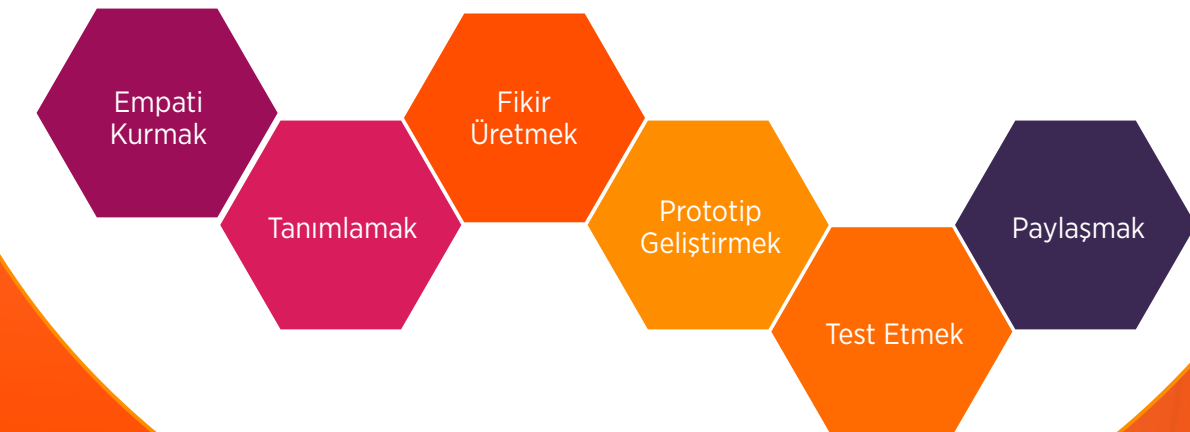 Empati
Kurmak
Tanımlamak
Fikir
Üretmek
Prototip
Geliştirmek
Test Etmek
Paylaşmak